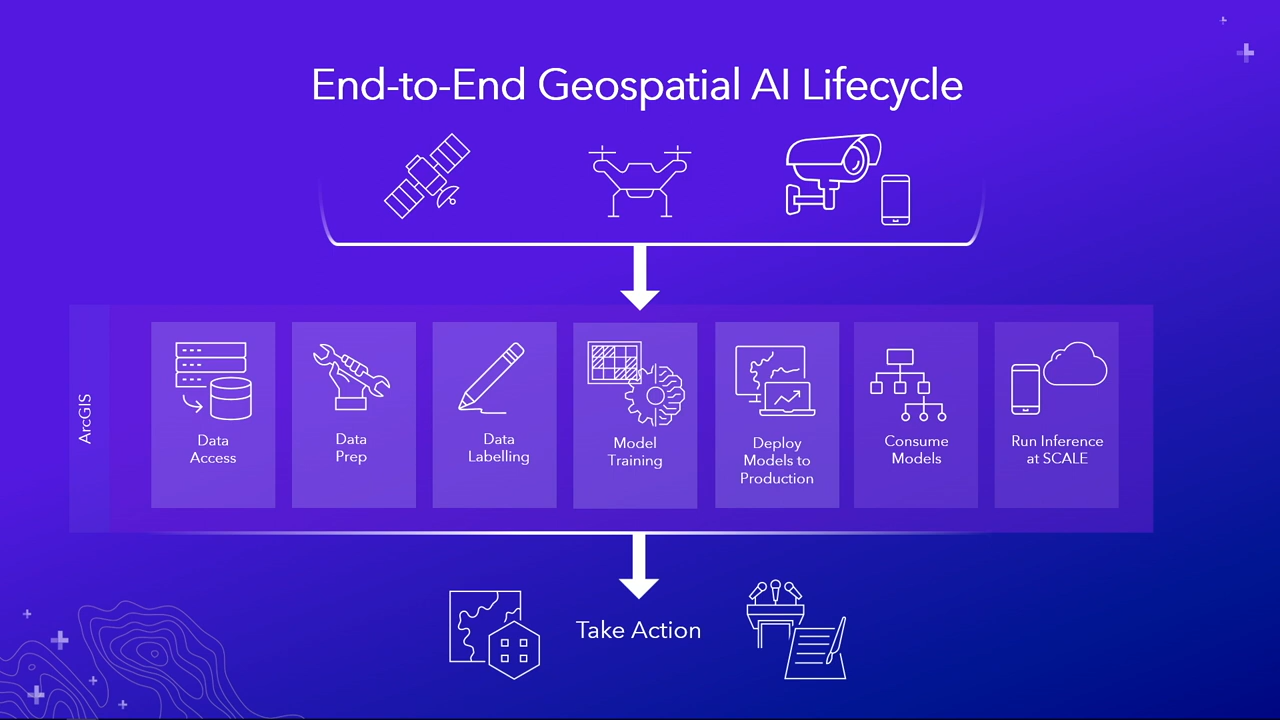 End-to-End Geospatial AI Lifecycle
ArcGIS
Data
Access
Data
Prep
Data
Labelling
Model
Training
Deploy
Models to
Production
Consume
Models
Run Inference
at SCALE
Take Action